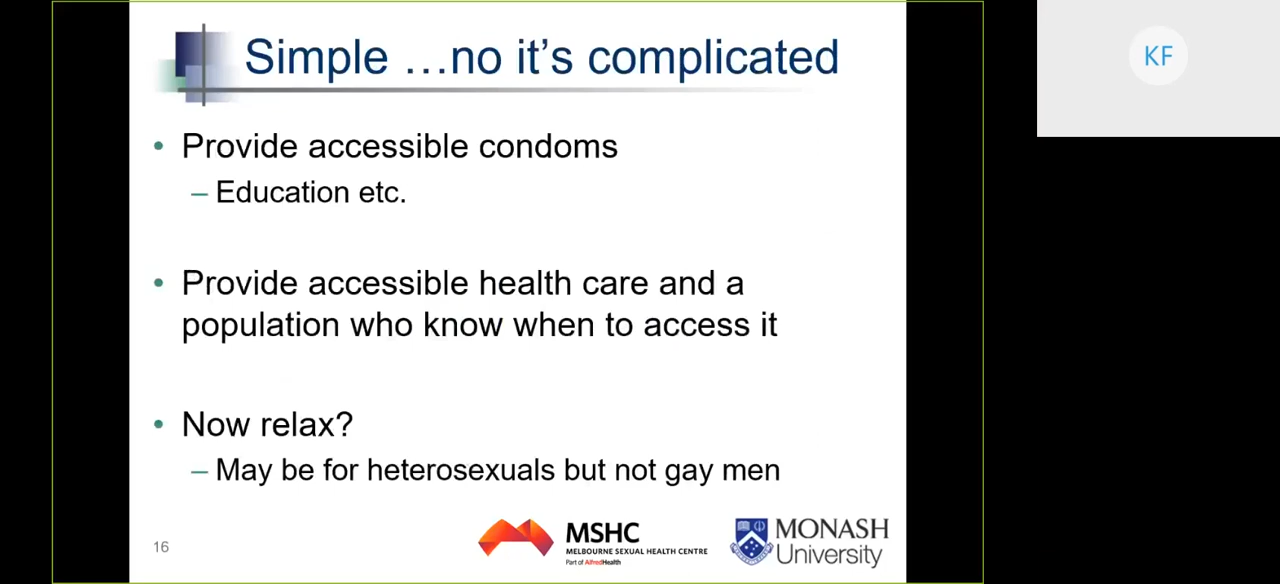 Simple …no it's complicated
KF
• Provide accessible condoms
– Education etc.
• Provide accessible health care and a
population who know when to access it
• Now relax?
– May be for heterosexuals but not gay men
16
MSHC
MELBOURNE SEXUAL HEALTH CENTRE
Part of AlfredHealth
MONASH
University